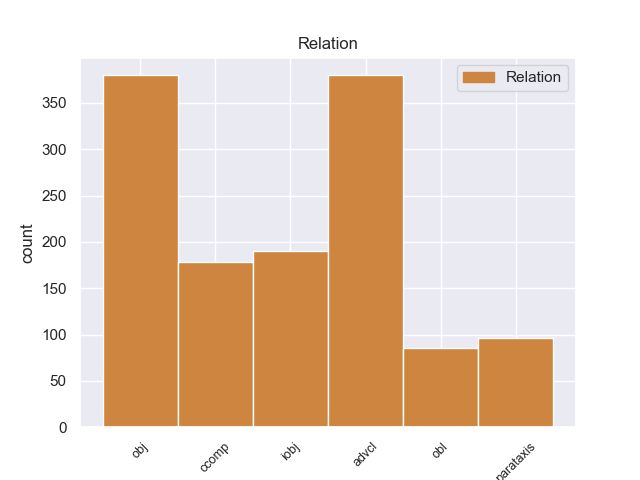 Relation
Relation
350
300
250
200
150
100
50
0
count
obj
ccomp
iobj
advcl
obl
parataxis